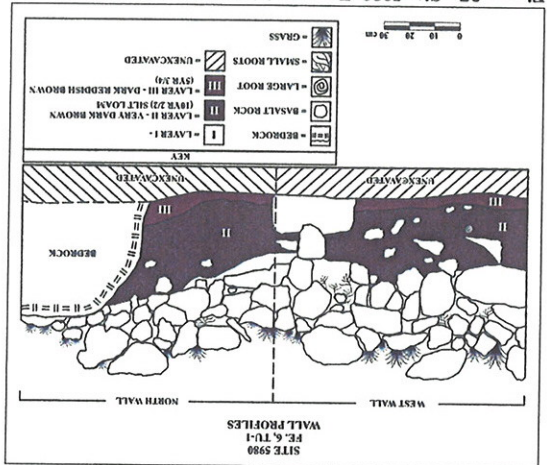 SITE 5980
FE. 6, TU-1
WALL PROFILES
WEST WALL
NORTH WALL
II
III
II
III
BEDROCK
UNEXCAVATED
UNEXCAVATED
KEY
= BEDROCK
= BASALT ROCK
= LARGE ROOT
= SMALL ROOTS
= GRASS
I = LAYER I -
II = LAYER II - VERY DARK BROWN
(10YR 2/2) SILT LOAM
III = LAYER III - DARK REDDISH BROWN
(5YR 3/4)
= UNEXCAVATED
0 10 20 30 cm